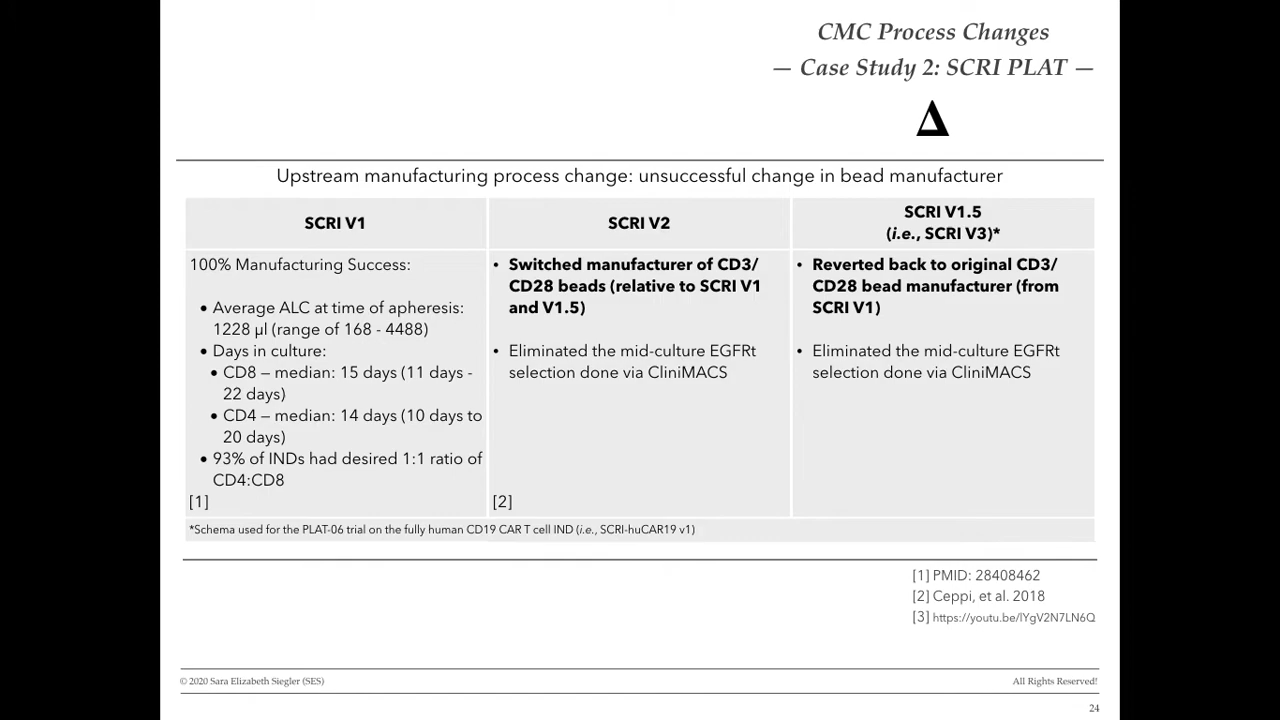 CMC Process Changes
— Case Study 2: SCRI PLAT —
Δ
Upstream manufacturing process change: unsuccessful change in bead manufacturer
SCRI V1
SCRI V2
SCRI V1.5
(i.e., SCRI V3)*
100% Manufacturing Success:
• Average ALC at time of apheresis:
1228 µl (range of 168 - 4488)
• Days in culture:
• CD8 – median: 15 days (11 days -
22 days)
• CD4 – median: 14 days (10 days to
20 days)
• 93% of INDs had desired 1:1 ratio of
CD4:CD8
[1]
• Switched manufacturer of CD3/
CD28 beads (relative to SCRI V1
and V1.5)
• Eliminated the mid-culture EGFRt
selection done via CliniMACS
[2]
• Reverted back to original CD3/
CD28 bead manufacturer (from
SCRI V1)
• Eliminated the mid-culture EGFRt
selection done via CliniMACS
*Schema used for the PLAT-06 trial on the fully human CD19 CAR T cell IND (i.e., SCRI-huCAR19 v1)
[1] PMID: 28408462
[2] Ceppi, et al. 2018
[3] https://youtu.be/lYgV2N7LN6Q
© 2020 Sara Elizabeth Siegler (SES)
All Rights Reserved!
24